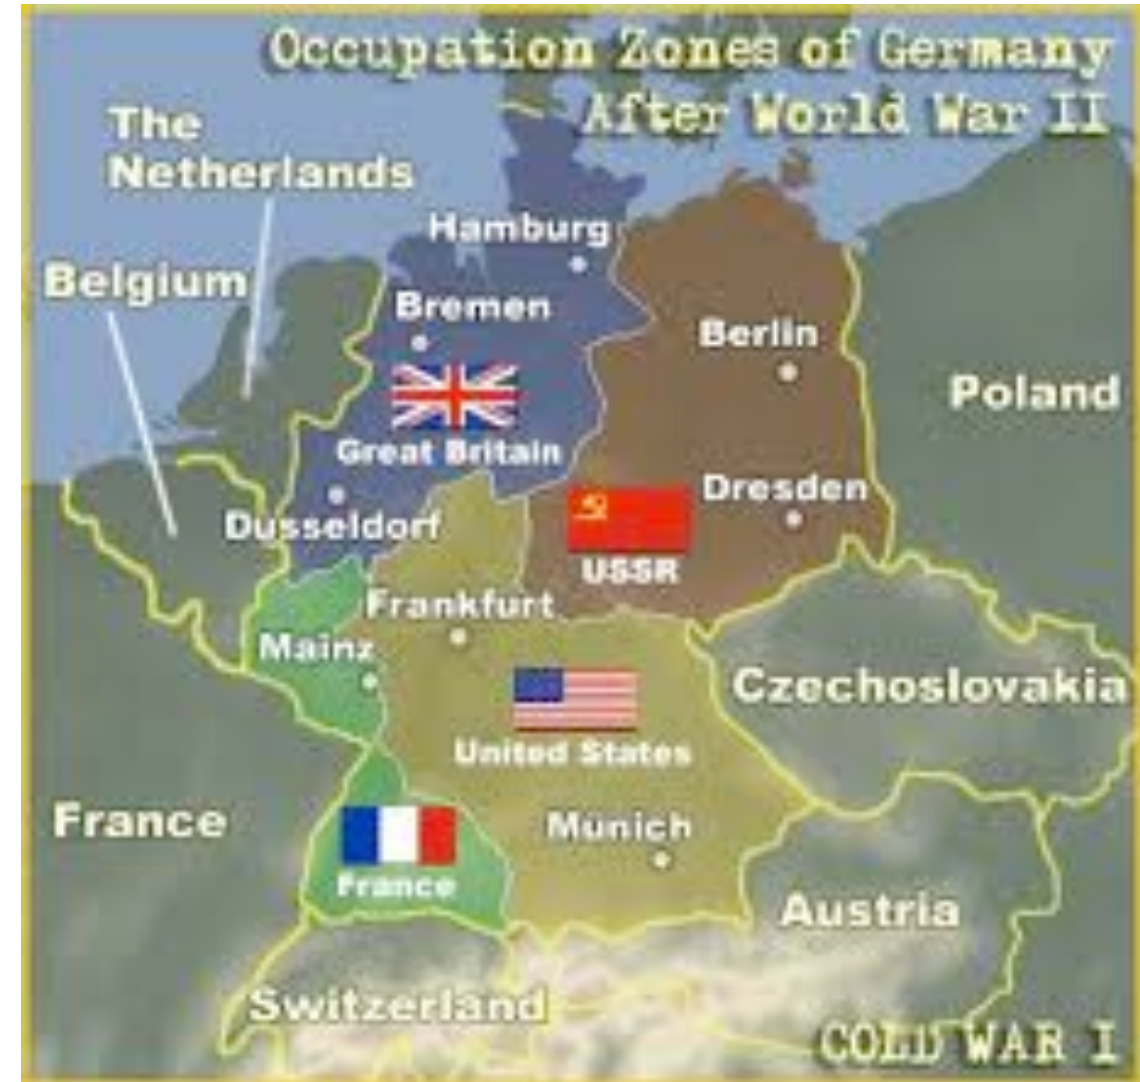 Occupation Zones of Germany
After World War II
The
Netherlands
Hamburg
Belgium
Bremen
Berlin
Poland
Great Britain
Dresden
Dusseldorf
USSR
Frankfurt
Mainz
Czechoslovakia
United States
France
Munich
France
Austria
Switzerland
COLD WAR I